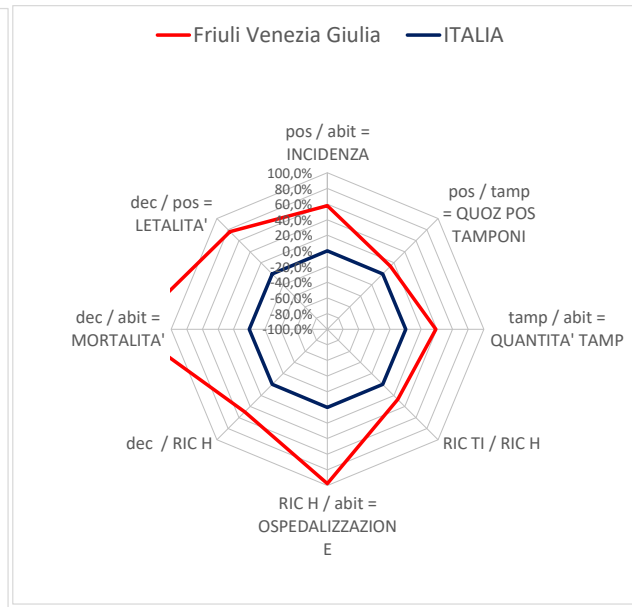 Friuli Venezia Giulia ITALIA
pos / abit =
INCIDENZA
pos / tamp
= QUOZ POS
TAMPONI
tamp / abit =
QUANTITA' TAMP
RIC TI / RIC H
RIC H / abit =
OSPEDALIZZAZION
E
dec / RIC H
dec / abit =
MORTALITA'
dec / pos =
LETALITA'
100,0%
80,0%
60,0%
40,0%
20,0%
0,0%
-20,0%
-40,0%
-60,0%
-80,0%
-100,0%